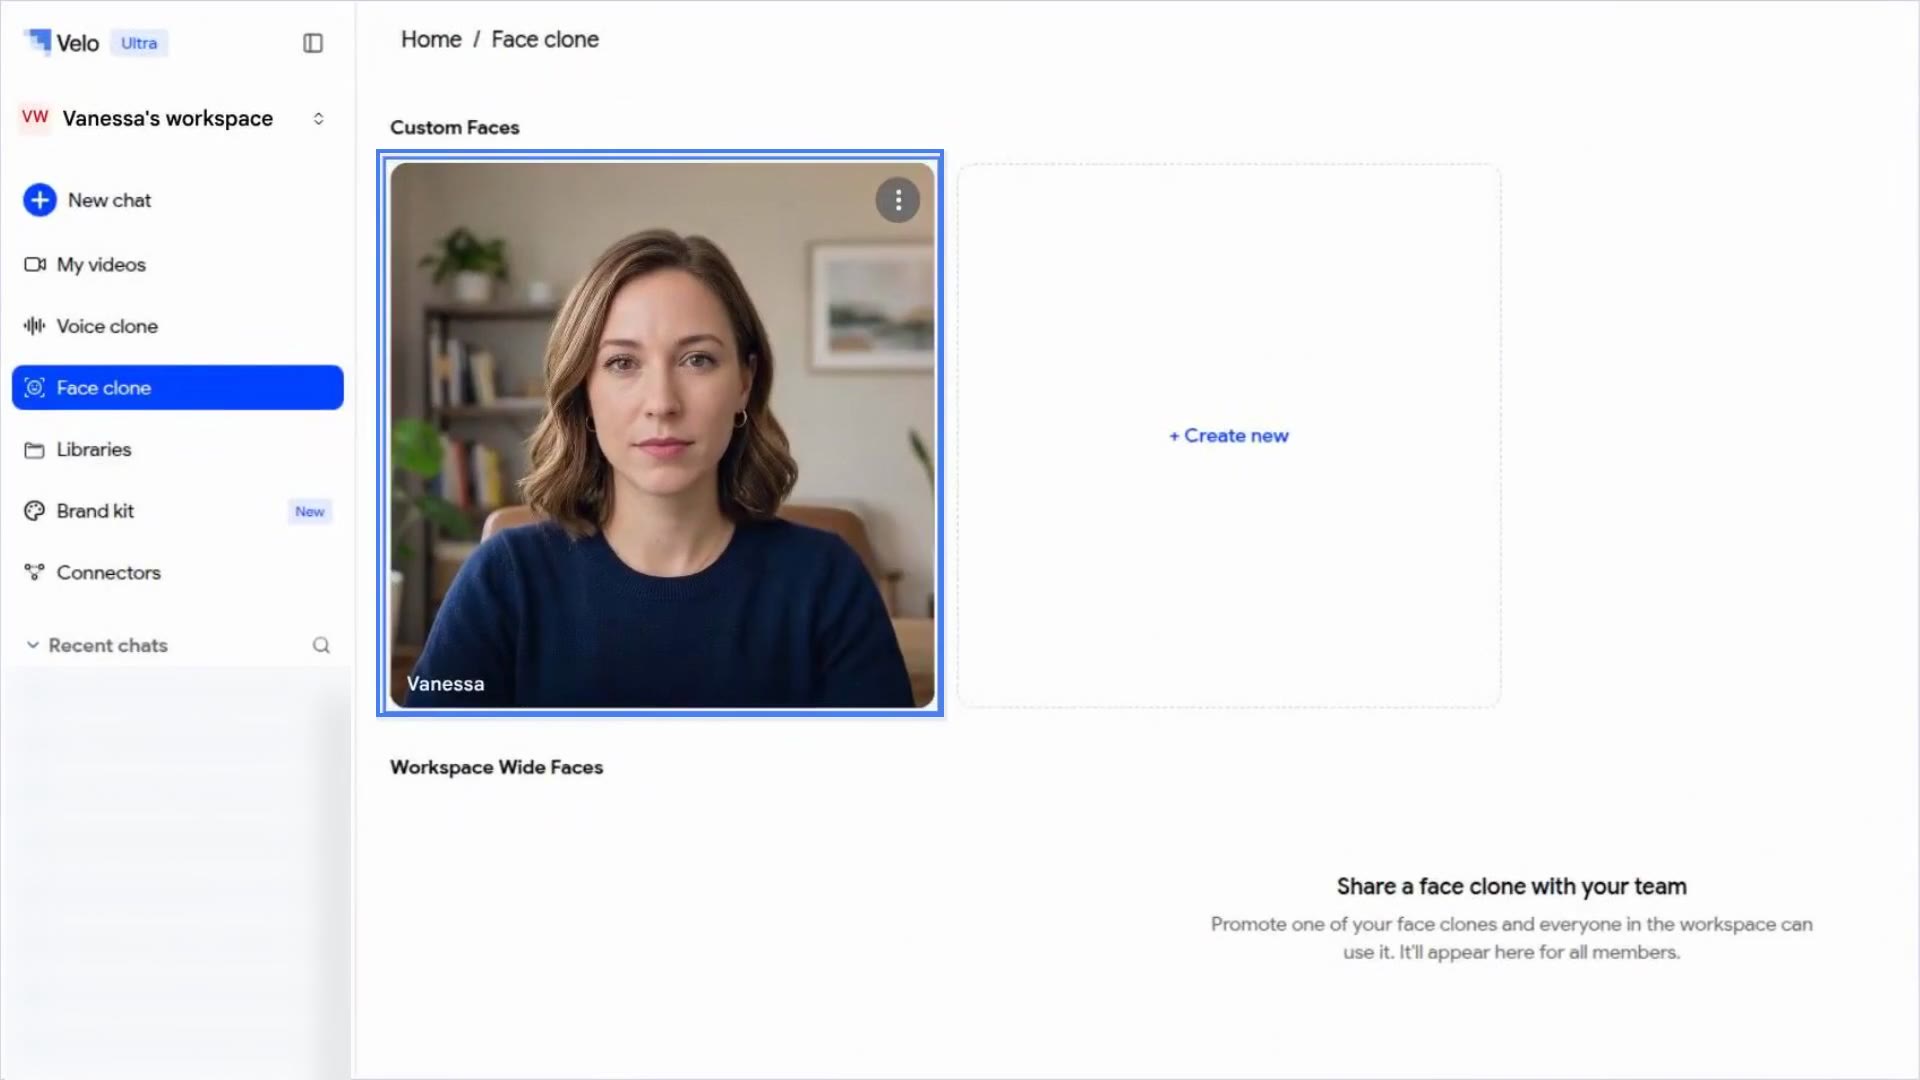 Velo Ultra
Home / Face clone
VW Vanessa's workspace
New chat
My videos
Voice clone
Face clone
Libraries
Brand kit New
Connectors
Recent chats
Custom Faces
Vanessa
+ Create new
Workspace Wide Faces
Share a face clone with your team
Promote one of your face clones and everyone in the workspace can
use it. It'll appear here for all members.